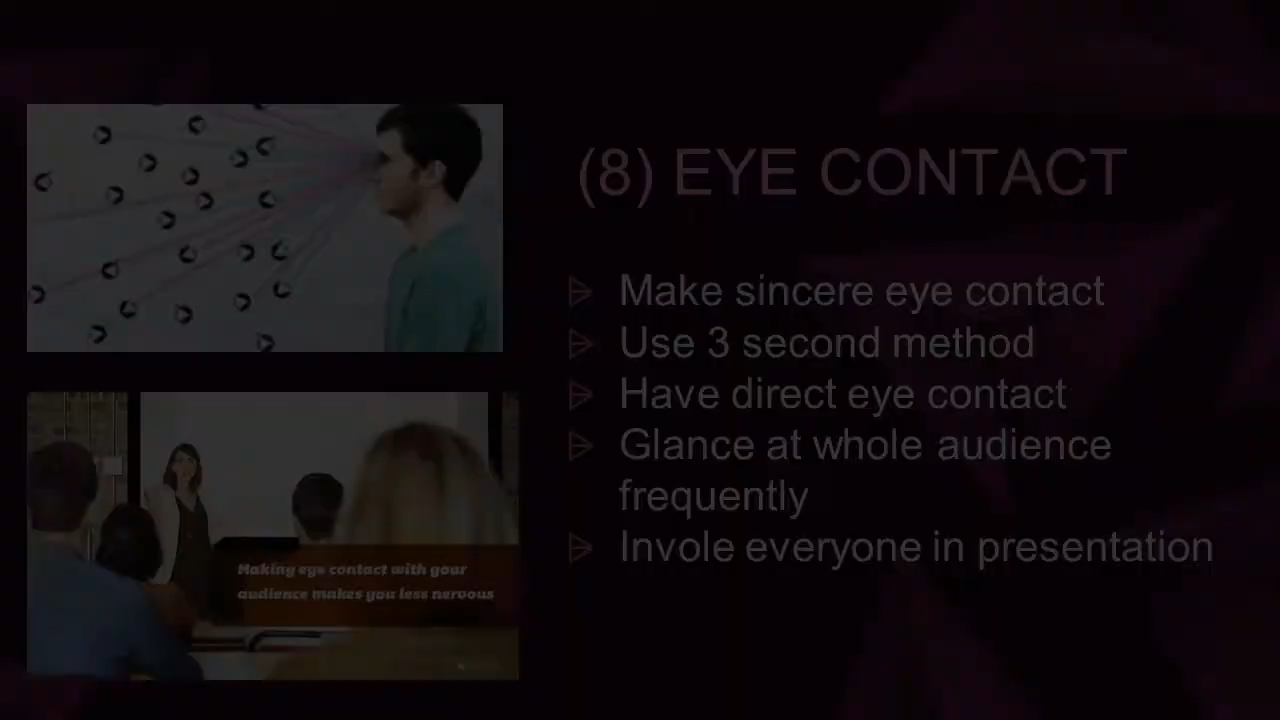 (8) EYE CONTACT
Make sincere eye contact
Use 3 second method
Have direct eye contact
Glance at whole audience
frequently
Invole everyone in presentation
Making eye contact with your
audience makes you less nervous